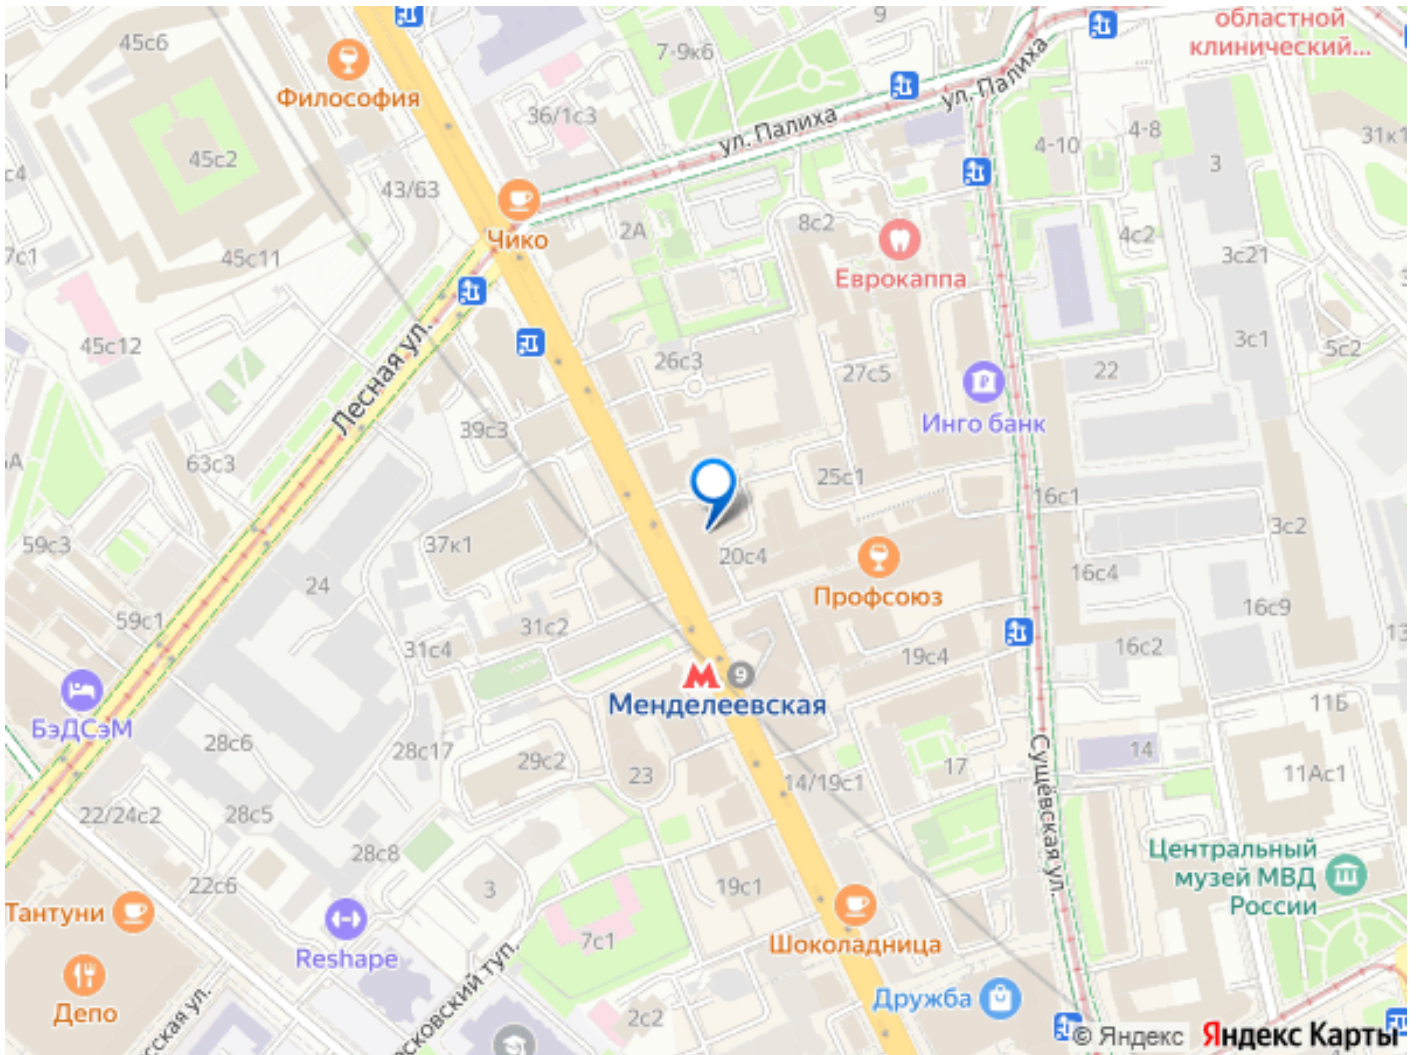 областной
клинический...
9
45с6
7-9к6
Философия
36/1с3
ул. Палиха
ул. Палиха
4-10
4-8
3
31к1
45с2
с4
43/63
Чико
2А
8с2
Еврокаппа
4с2
3с21
7с1
45с11
45с12
Лесная ул.
26с3
27с5
22
3с1
5с2
Инго банк
39с3
63с3
25с1
16с1
3с2
59с3
37к1
20с4
24
Профсоюз
16с4
16с9
59с1
31с2
31с4
19с4
16с2
13
М
9
Менделеевская
БэДСэМ
28с6
28с17
29с2
23
14/19с1
17
14
11Б
11Ас1
Сущёвская ул.
22/24с2
28с5
28с8
22с6
3
19с1
Центральный
музей МВД
России
Тантуни
Reshape
7с1
Шоколадница
Депо
2с2
Дружба
© Яндекс
Яндекс Карты